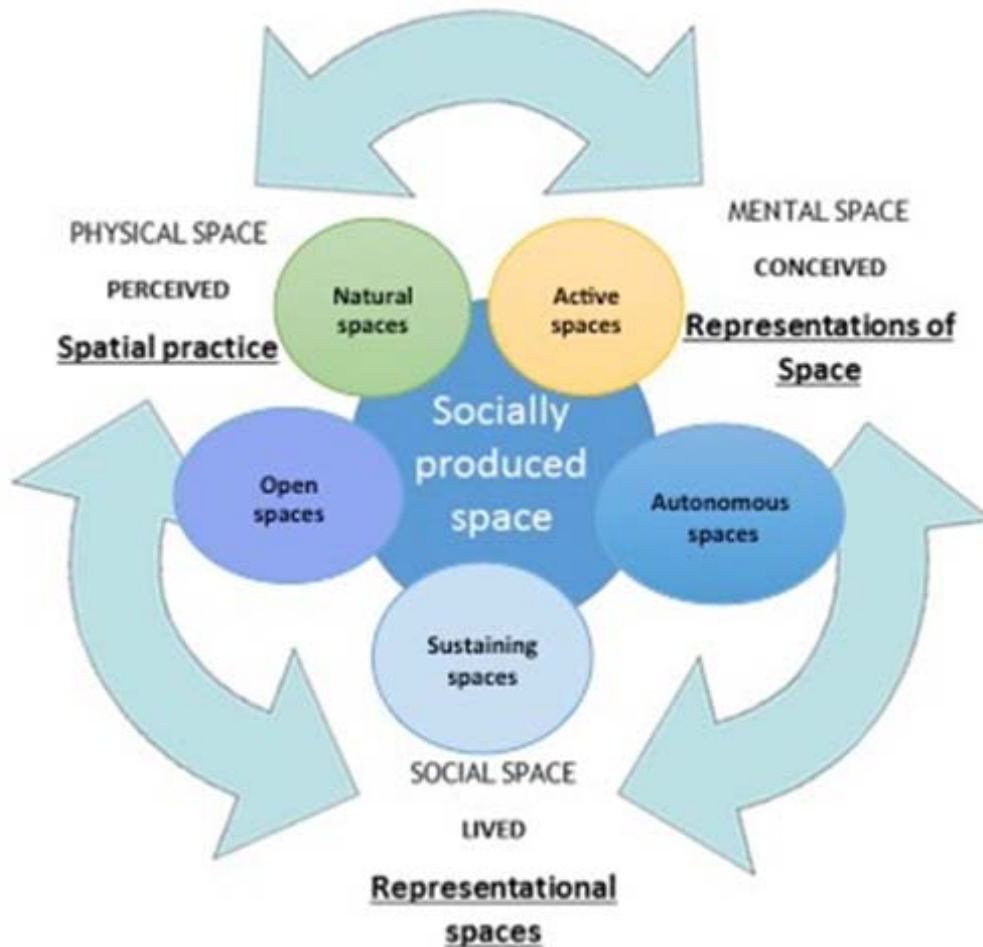 PHYSICAL SPACE
PERCEIVED
Spatial practice
MENTAL SPACE
CONCEIVED
Representations of
Space
Natural
spaces
Active
spaces
Socially
produced
space
Open
spaces
Autonomous
spaces
Sustaining
spaces
SOCIAL SPACE
LIVED
Representational
spaces